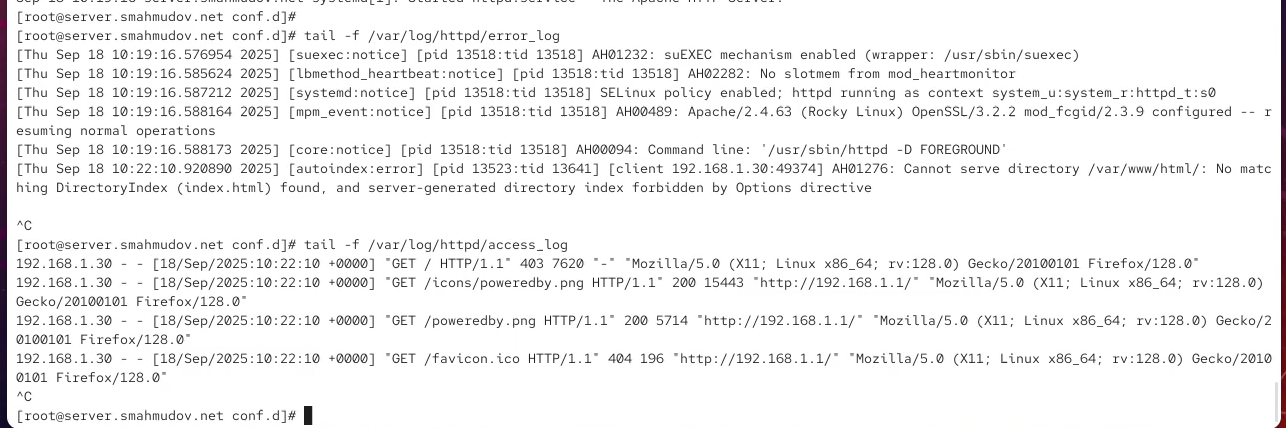 [root@server.smahmudov.net conf.d]#
[root@server.smahmudov.net conf.d]# tail -f /var/log/httpd/error_log
[Thu Sep 18 10:19:16.576954 2025] [suexec:notice] [pid 13518:tid 13518] AH01232: suEXEC mechanism enabled (wrapper: /usr/sbin/suexec)
[Thu Sep 18 10:19:16.585624 2025] [lbmethod_heartbeat:notice] [pid 13518:tid 13518] AH02282: No slotmem from mod_heartmonitor
[Thu Sep 18 10:19:16.587212 2025] [systemd:notice] [pid 13518:tid 13518] SELinux policy enabled; httpd running as context system_u:system_r:httpd_t:s0
[Thu Sep 18 10:19:16.588164 2025] [mpm_event:notice] [pid 13518:tid 13518] AH00489: Apache/2.4.63 (Rocky Linux) OpenSSL/3.2.2 mod_fcgid/2.3.9 configured -- r
esuming normal operations
[Thu Sep 18 10:19:16.588173 2025] [core:notice] [pid 13518:tid 13518] AH00094: Command line: '/usr/sbin/httpd -D FOREGROUND'
[Thu Sep 18 10:22:10.920890 2025] [autoindex:error] [pid 13523:tid 13641] [client 192.168.1.30:49374] AH01276: Cannot serve directory /var/www/html/: No matc
hing DirectoryIndex (index.html) found, and server-generated directory index forbidden by Options directive
^C
[root@server.smahmudov.net conf.d]# tail -f /var/log/httpd/access_log
192.168.1.30 - - [18/Sep/2025:10:22:10 +0000] "GET / HTTP/1.1" 403 7620 "-" "Mozilla/5.0 (X11; Linux x86_64; rv:128.0) Gecko/20100101 Firefox/128.0"
192.168.1.30 - - [18/Sep/2025:10:22:10 +0000] "GET /icons/poweredby.png HTTP/1.1" 200 15443 "http://192.168.1.1/" "Mozilla/5.0 (X11; Linux x86_64; rv:128.0)
Gecko/20100101 Firefox/128.0"
192.168.1.30 - - [18/Sep/2025:10:22:10 +0000] "GET /poweredby.png HTTP/1.1" 200 5714 "http://192.168.1.1/" "Mozilla/5.0 (X11; Linux x86_64; rv:128.0) Gecko/2
0100101 Firefox/128.0"
192.168.1.30 - - [18/Sep/2025:10:22:10 +0000] "GET /favicon.ico HTTP/1.1" 404 196 "http://192.168.1.1/" "Mozilla/5.0 (X11; Linux x86_64; rv:128.0) Gecko/2010
0101 Firefox/128.0"
^C
[root@server.smahmudov.net conf.d]#